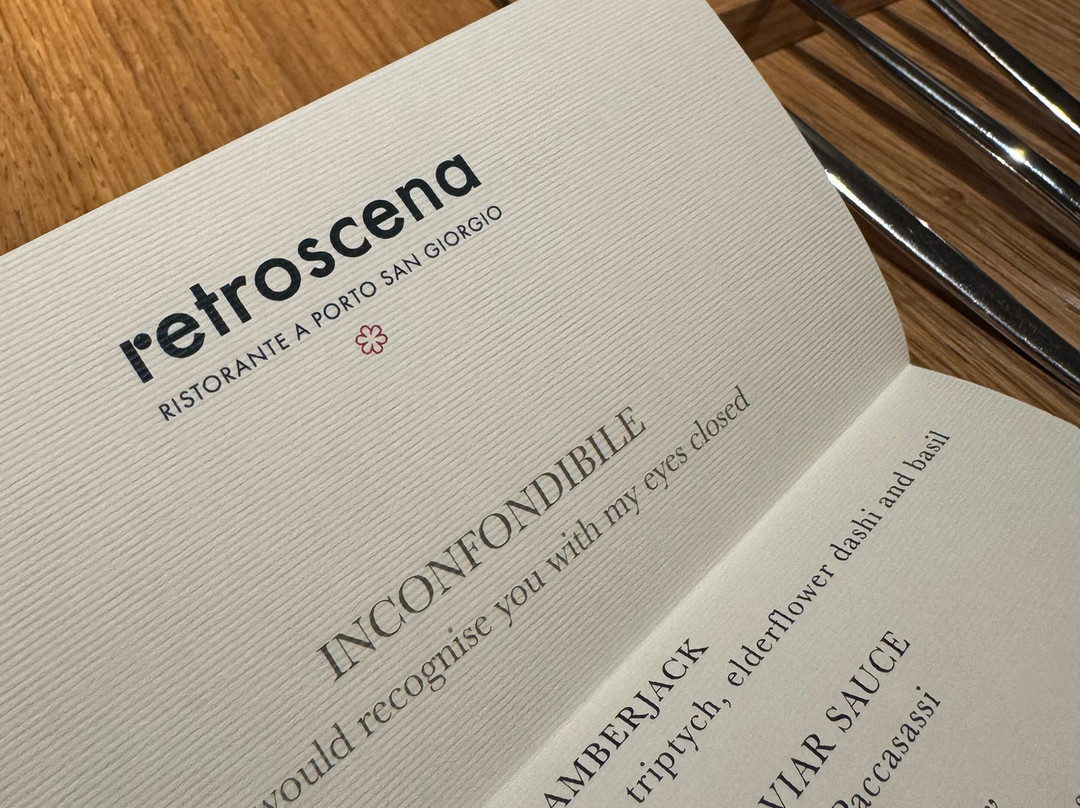 retroscena
RISTORANTE A PORTO SAN GIORGIO
INCONFONDIBILE
would recognise you with my eyes closed
AMBERJACK
triptych, elderflower dashi and basil
VIAR SAUCE
Paccasassi